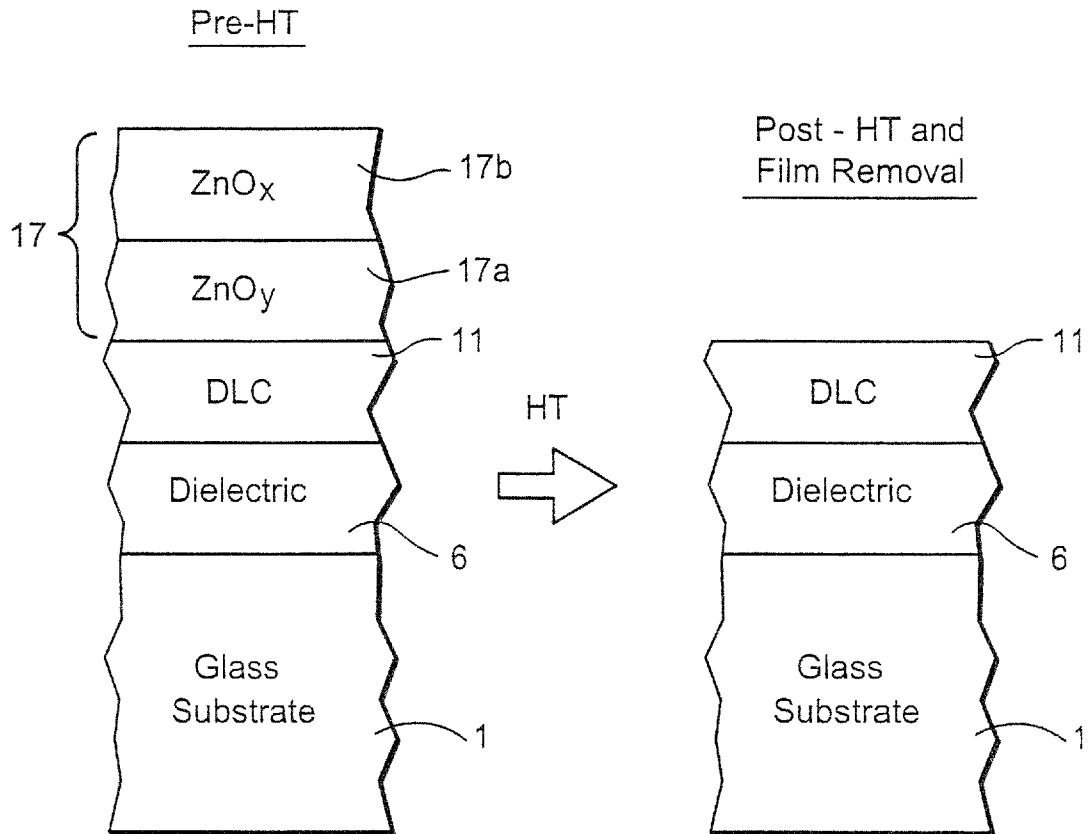 Pre-HT
ZnOx
17b
17
ZnOy
17a
11
DLC
Dielectric
6
Glass
Substrate
1
HT
Post - HT and
Film Removal
11
DLC
Dielectric
6
Glass
Substrate
1